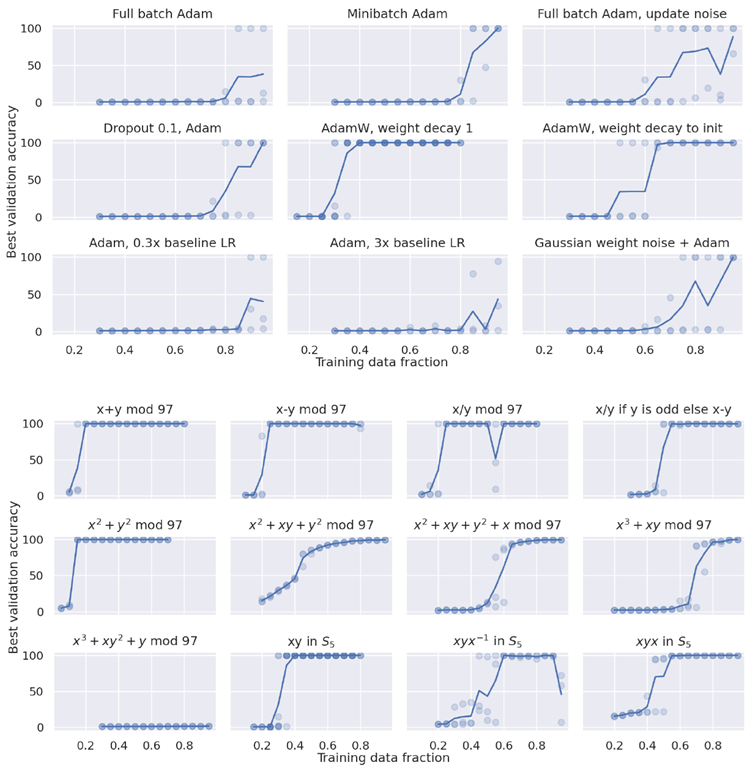 Full batch Adam Minibatch Adam Full batch Adam, update noise
100
50
0
Dropout 0.1, Adam AdamW, weight decay 1 AdamW, weight decay to init
100
50
0
Best validation accuracy
Adam, 0.3x baseline LR Adam, 3x baseline LR Gaussian weight noise + Adam
100
50
0
0.2 0.4 0.6 0.8 0.2 0.4 0.6 0.8 0.2 0.4 0.6 0.8
Training data fraction
x+y mod 97 x-y mod 97 x/y mod 97 x/y if y is odd else x-y
100
50
0
x² + y² mod 97 x² + xy + y² mod 97 x² + xy + y² + x mod 97 x³ + xy mod 97
100
50
0
Best validation accuracy
x³ + xy² + y mod 97 xy in S₅ xyx⁻¹ in S₅ xyx in S₅
100
50
0
0.2 0.4 0.6 0.8 0.2 0.4 0.6 0.8 0.2 0.4 0.6 0.8 0.2 0.4 0.6 0.8
Training data fraction